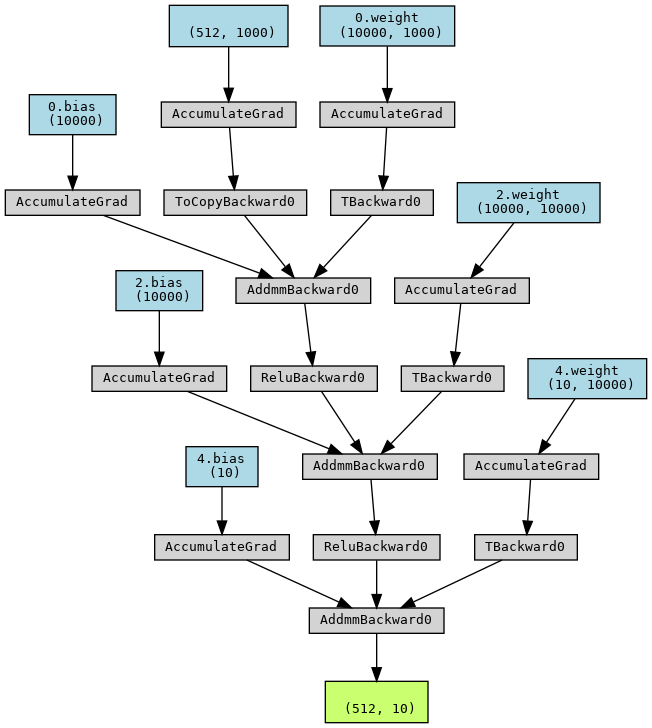 (512, 1000)
0.weight
(10000, 1000)
0.bias
(10000)
AccumulateGrad
AccumulateGrad
AccumulateGrad
ToCopyBackward0
TBackward0
2.weight
(10000, 10000)
2.bias
(10000)
AddmmBackward0
AccumulateGrad
AccumulateGrad
ReluBackward0
TBackward0
4.weight
(10, 10000)
4.bias
(10)
AddmmBackward0
AccumulateGrad
AccumulateGrad
ReluBackward0
TBackward0
AddmmBackward0
(512, 10)